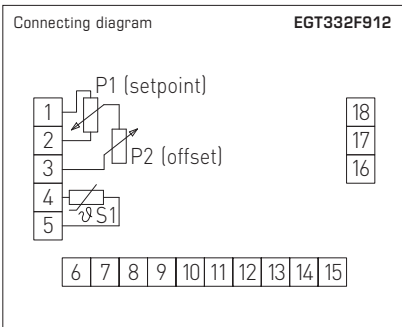 Connecting diagram EGT332F912
P1 (setpoint)
1
2
3
4
5
P2 (offset)
ϑ S1
18
17
16
6 7 8 9 10 11 12 13 14 15